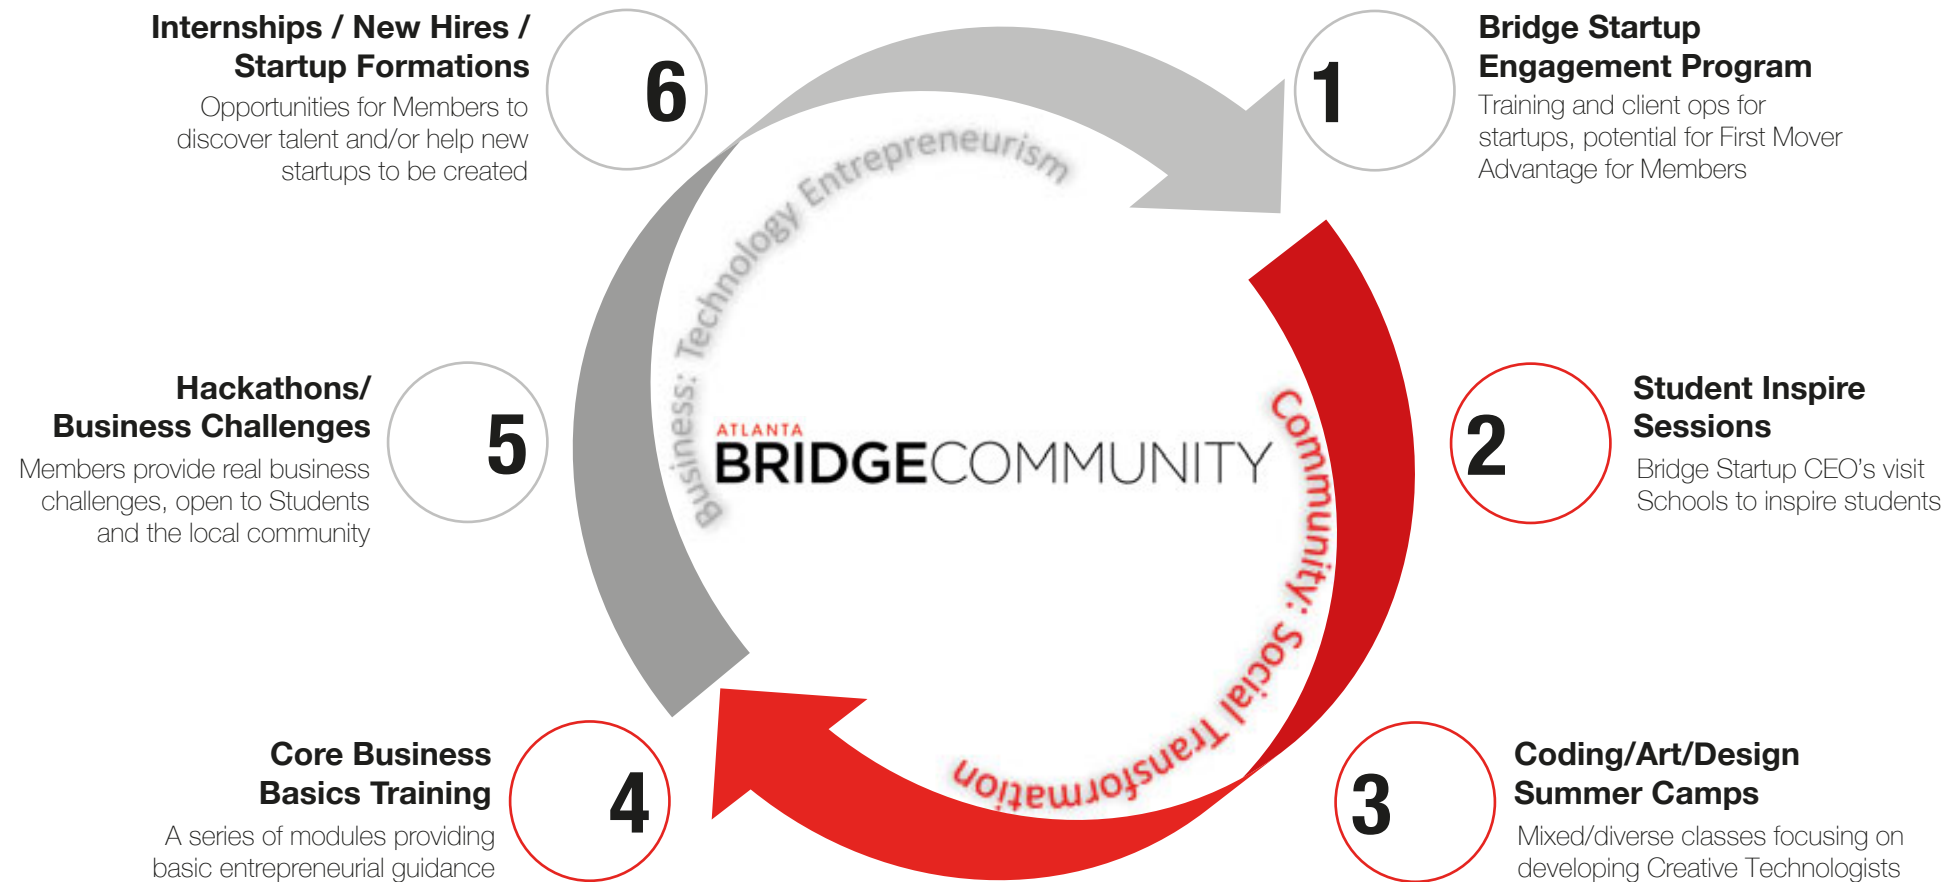 Internships / New Hires /
Startup Formations
Opportunities for Members to
discover talent and/or help new
startups to be created
6
1
Bridge Startup
Engagement Program
Training and client ops for
startups, potential for First Mover
Advantage for Members
Business: Technology Entrepreneurism
Hackathons/
Business Challenges
Members provide real business
challenges, open to Students
and the local community
5
ATLANTA
BRIDGECOMMUNITY
Community: Social Transformation
2
Student Inspire
Sessions
Bridge Startup CEO's visit
Schools to inspire students
Core Business
Basics Training
A series of modules providing
basic entrepreneurial guidance
4
3
Coding/Art/Design
Summer Camps
Mixed/diverse classes focusing on
developing Creative Technologists